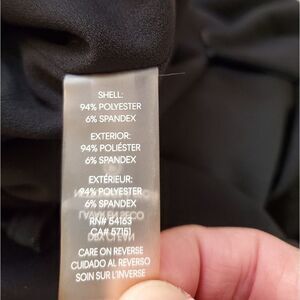 SHELL:
94% POLYESTER
6% SPANDEX
EXTERIOR:
94% POLIÉSTER
6% SPANDEX
EXTÉRIEUR:
94% POLYESTER
6% SPANDEX
RN# 54163
CA# 57151
CARE ON REVERSE
CUIDADO AL REVERSO
SOIN SUR L'INVERSE